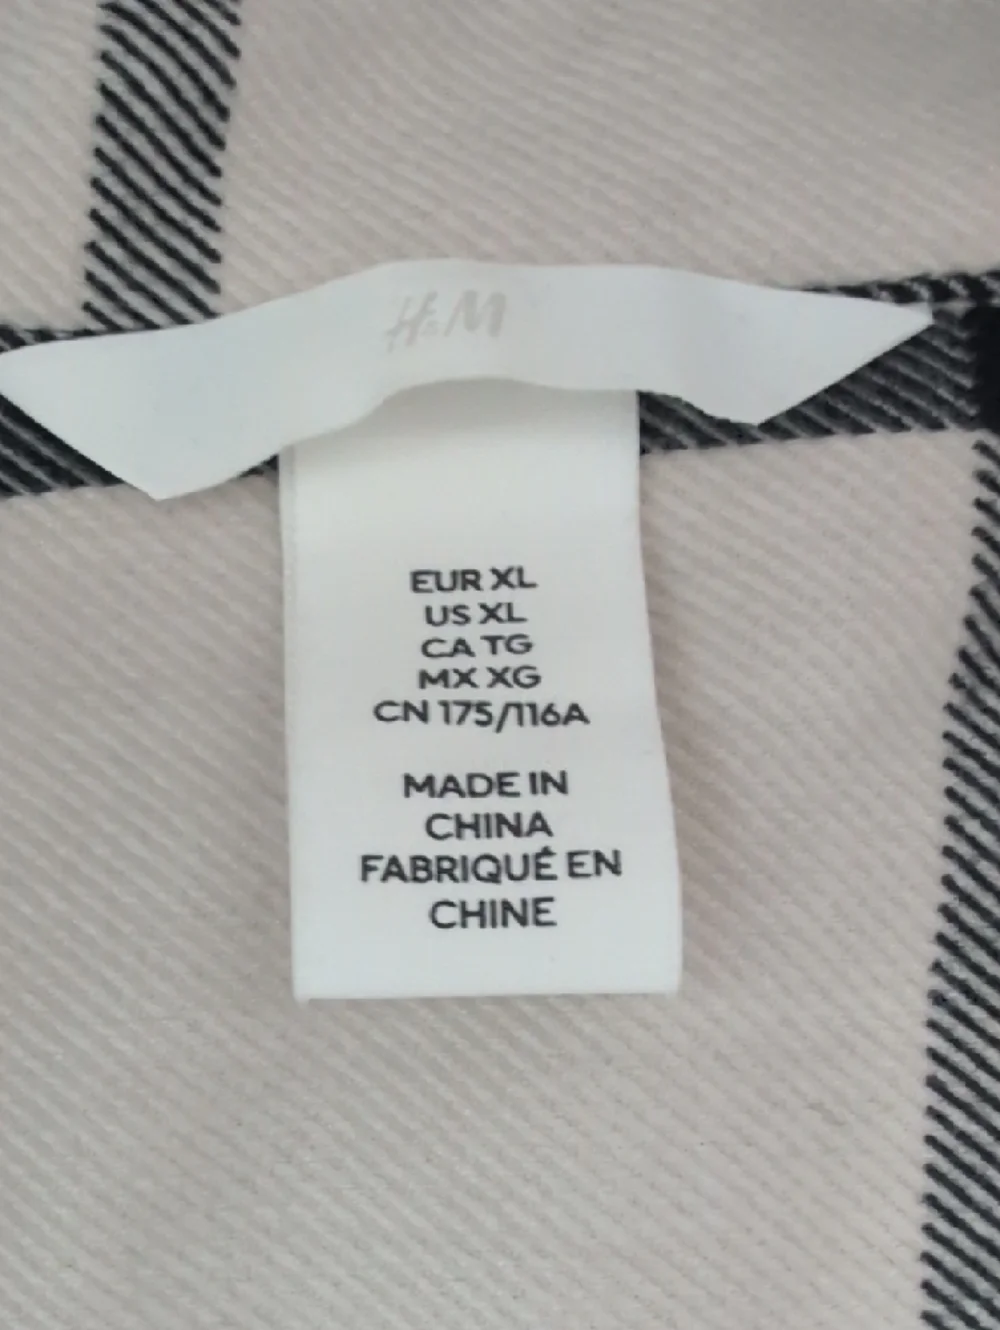 H&M
EUR XL
US XL
CA TG
MX XG
CN 175/116A
MADE IN
CHINA
FABRIQUÉ EN
CHINE